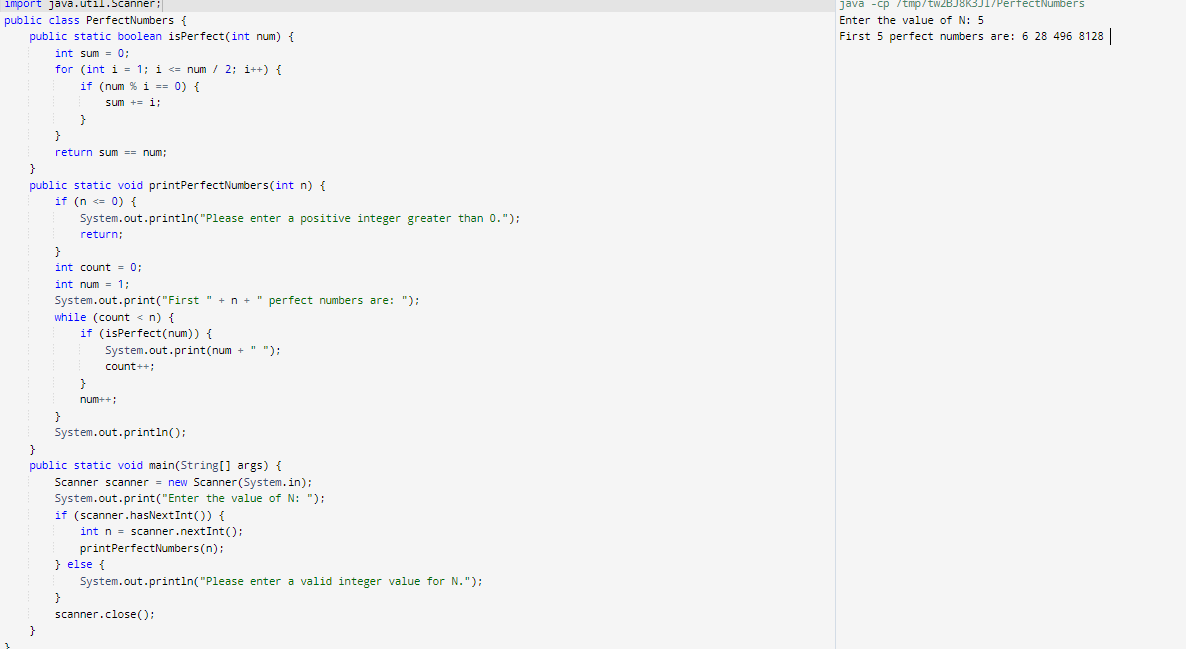 import java.util.Scanner;
public class PerfectNumbers {
    public static boolean isPerfect(int num) {
        int sum = 0;
        for (int i = 1; i <= num / 2; i++) {
            if (num % i == 0) {
                sum += i;
            }
        }
        return sum == num;
    }
    public static void printPerfectNumbers(int n) {
        if (n <= 0) {
            System.out.println("Please enter a positive integer greater than 0.");
            return;
        }
        int count = 0;
        int num = 1;
        System.out.print("First " + n + " perfect numbers are: ");
        while (count < n) {
            if (isPerfect(num)) {
                System.out.print(num + " ");
                count++;
            }
            num++;
        }
        System.out.println();
    }
    public static void main(String[] args) {
        Scanner scanner = new Scanner(System.in);
        System.out.print("Enter the value of N: ");
        if (scanner.hasNextInt()) {
            int n = scanner.nextInt();
            printPerfectNumbers(n);
        } else {
            System.out.println("Please enter a valid integer value for N.");
        }
        scanner.close();
    }
}
java -cp /tmp/tw2BJ8K3J1/PerfectNumbers
Enter the value of N: 5
First 5 perfect numbers are: 6 28 496 8128